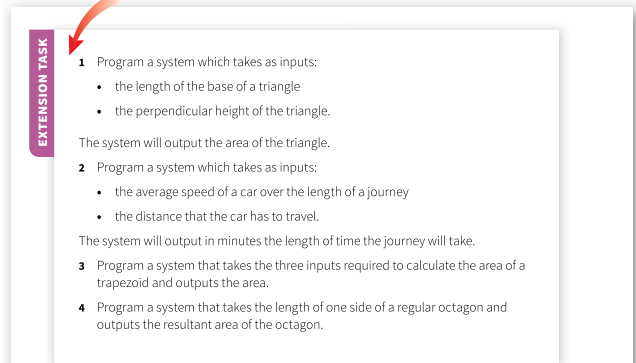 EXTENSION TASK
1 Program a system which takes as inputs:
• the length of the base of a triangle
• the perpendicular height of the triangle.
The system will output the area of the triangle.
2 Program a system which takes as inputs:
• the average speed of a car over the length of a journey
• the distance that the car has to travel.
The system will output in minutes the length of time the journey will take.
3 Program a system that takes the three inputs required to calculate the area of a
trapezoid and outputs the area.
4 Program a system that takes the length of one side of a regular octagon and
outputs the resultant area of the octagon.